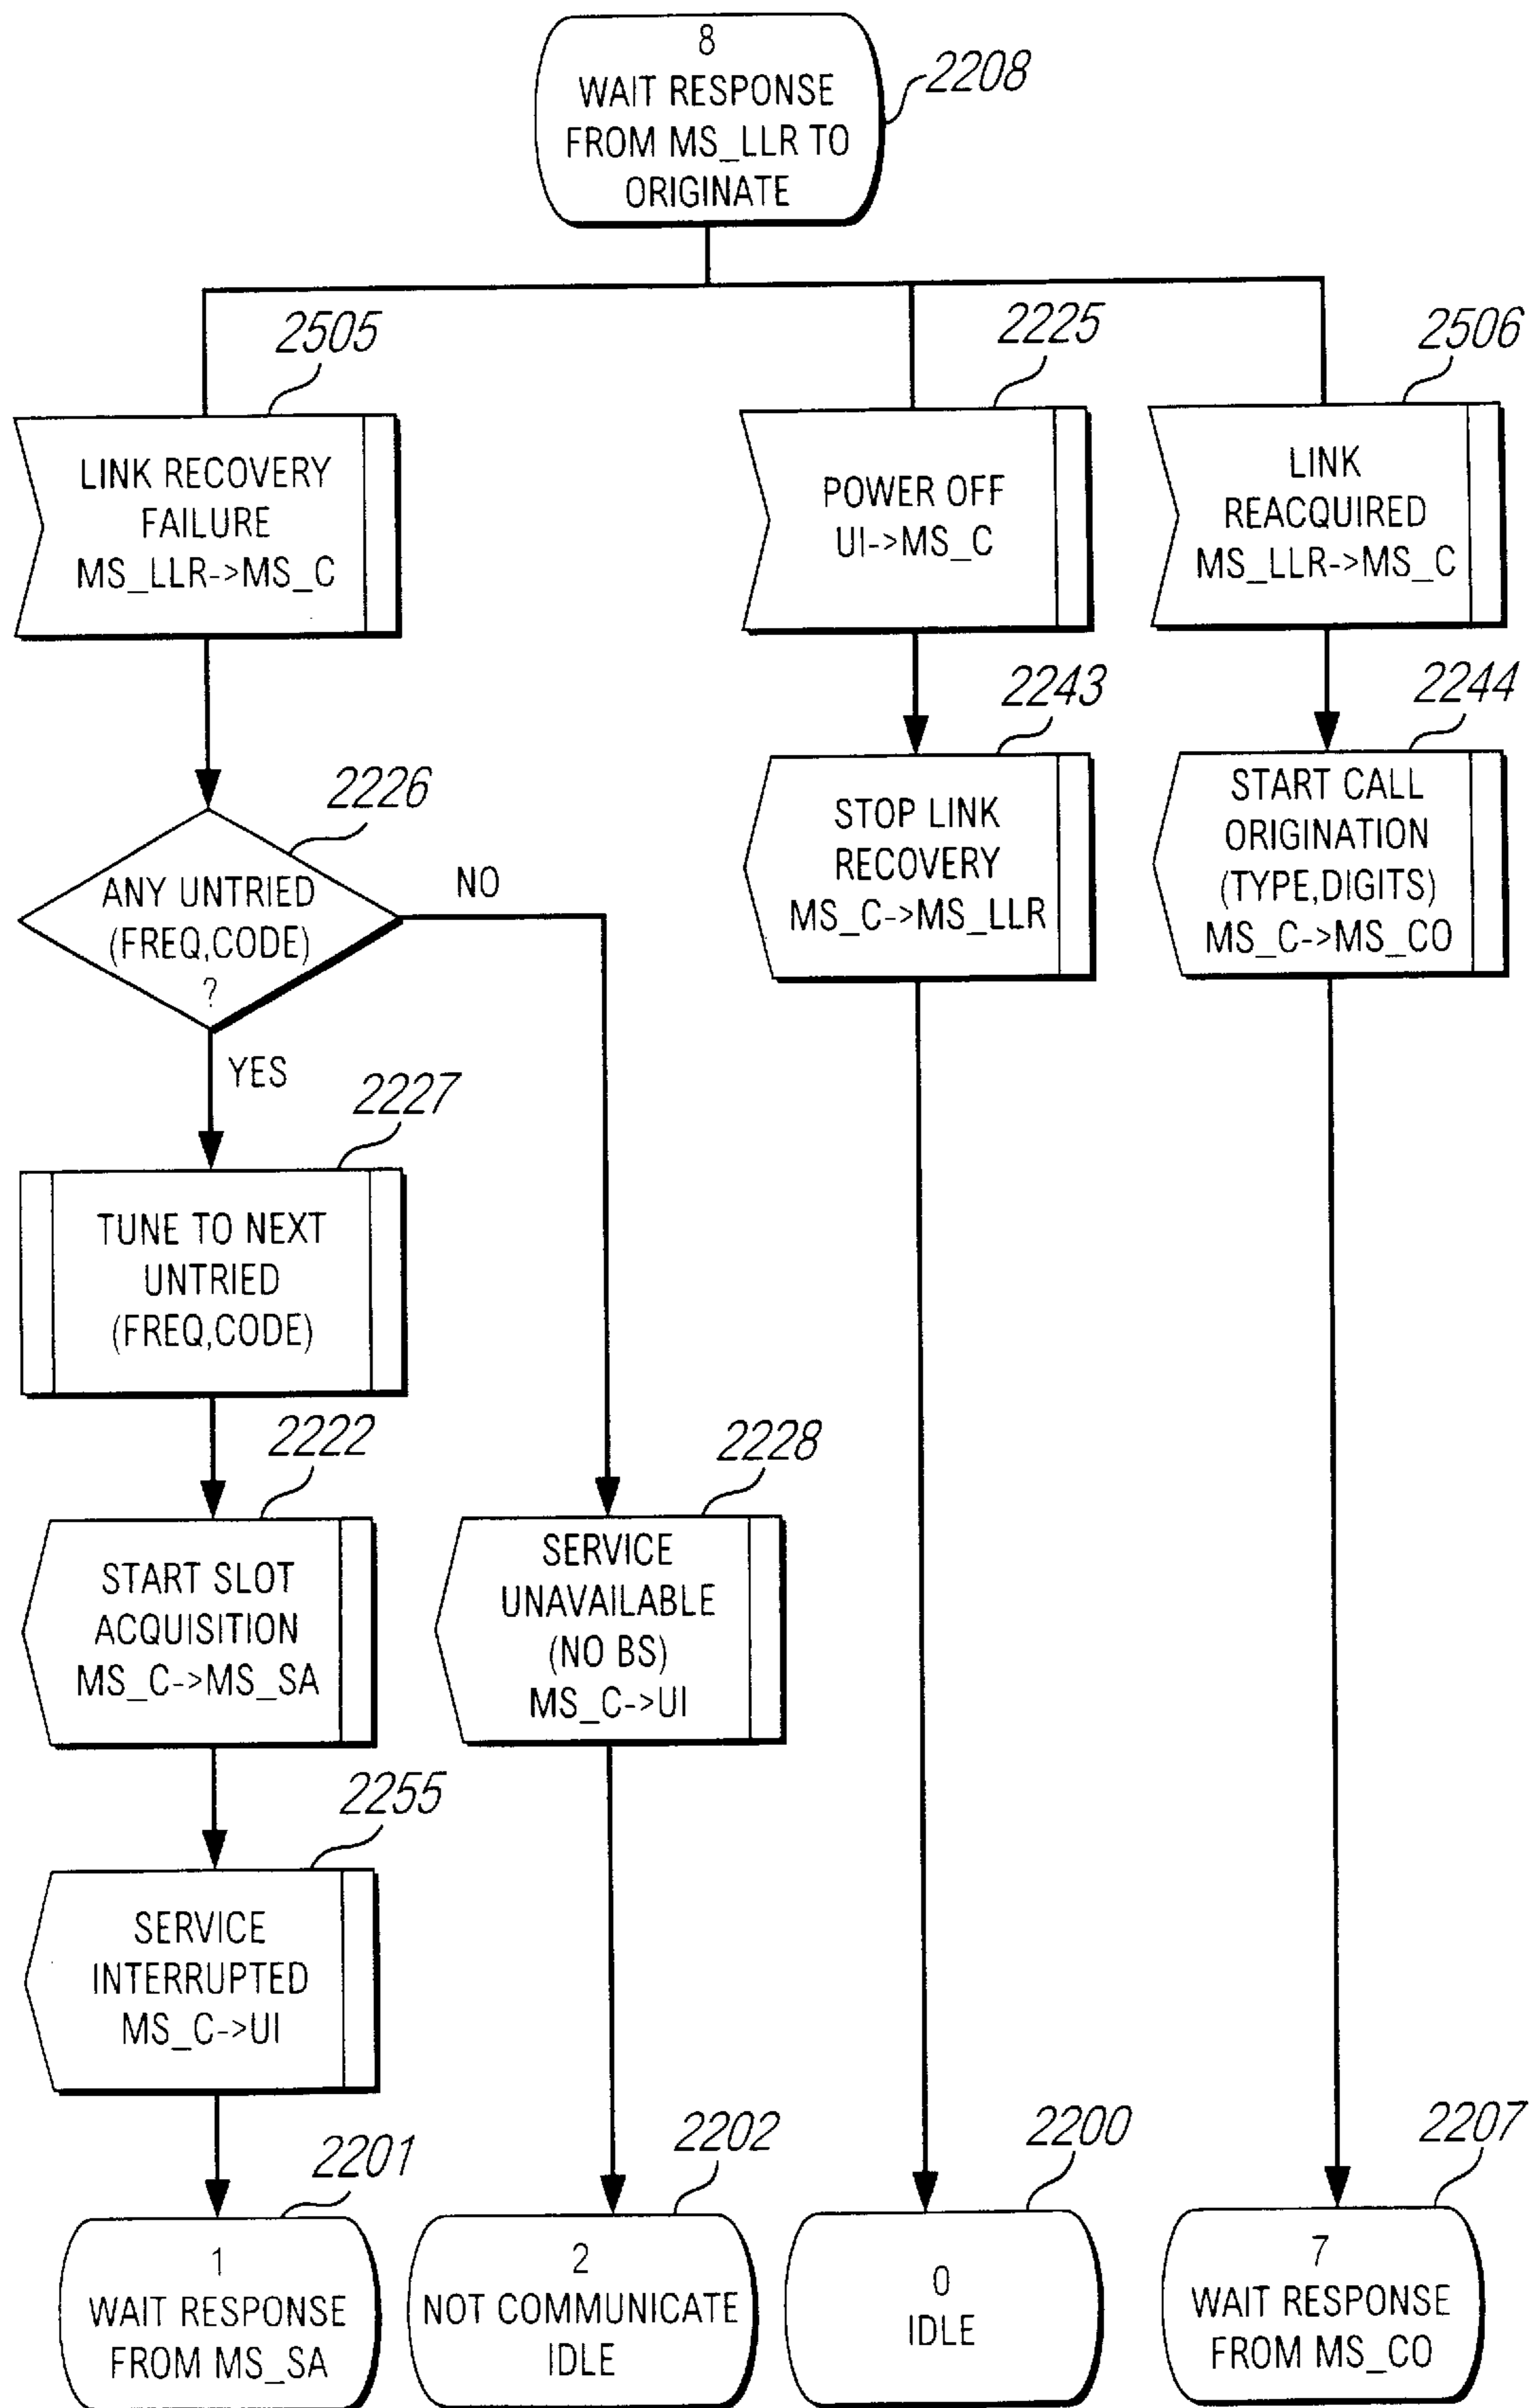 8
WAIT RESPONSE
FROM MS_LLR TO
ORIGINATE
2208
2505
LINK RECOVERY
FAILURE
MS_LLR->MS_C
2225
POWER OFF
UI->MS_C
2506
LINK
REACQUIRED
MS_LLR->MS_C
2226
ANY UNTRIED
(FREQ,CODE)
?
NO
YES
2243
STOP LINK
RECOVERY
MS_C->MS_LLR
2244
START CALL
ORIGINATION
(TYPE,DIGITS)
MS_C->MS_CO
2227
TUNE TO NEXT
UNTRIED
(FREQ,CODE)
2222
START SLOT
ACQUISITION
MS_C->MS_SA
2228
SERVICE
UNAVAILABLE
(NO BS)
MS_C->UI
2255
SERVICE
INTERRUPTED
MS_C->UI
2201
1
WAIT RESPONSE
FROM MS_SA
2202
2
NOT COMMUNICATE
IDLE
2200
0
IDLE
2207
7
WAIT RESPONSE
FROM MS_CO